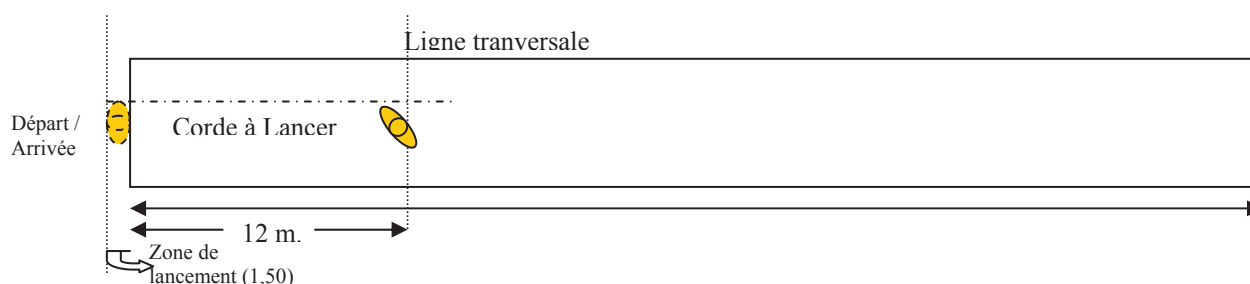 Ligne tranversale
Départ /
Arrivée
Corde à Lancer
12 m.
Zone de
lancement (1,50)